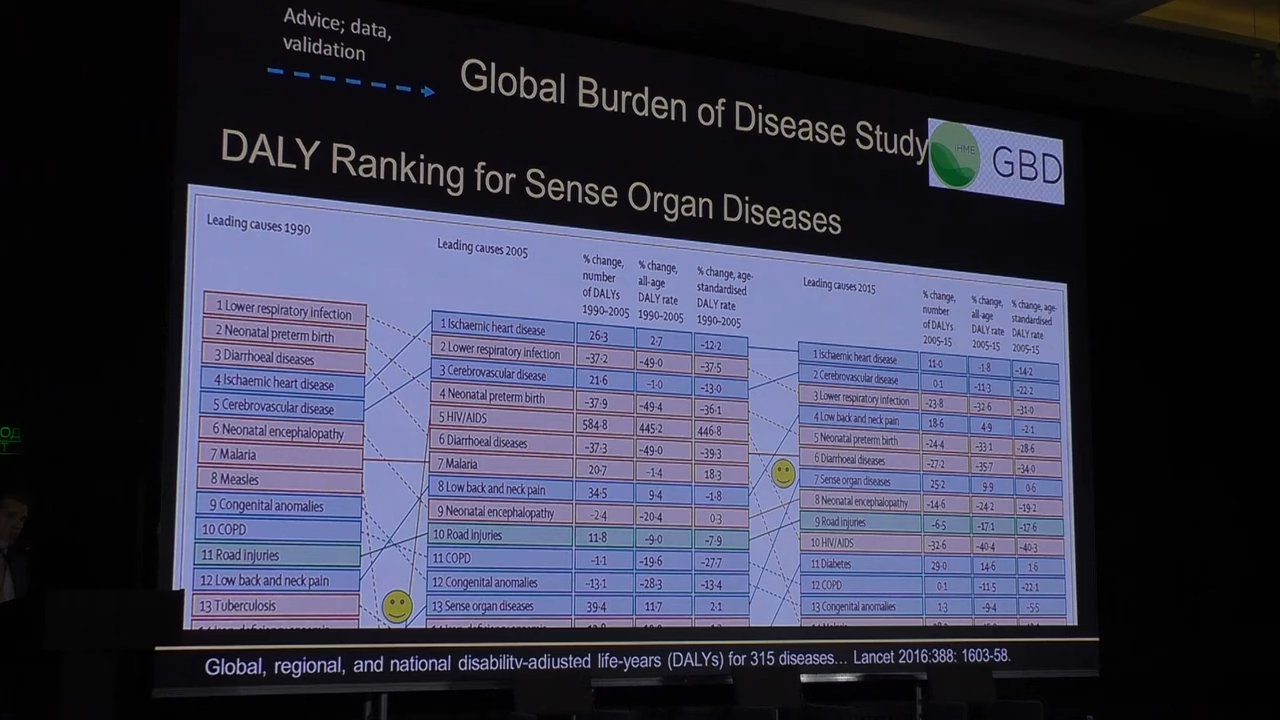 Advice; data,
validation
Global Burden of Disease Study
IHME
GBD
DALY Ranking for Sense Organ Diseases
Leading causes 1990
1 Lower respiratory infection
2 Neonatal preterm birth
3 Diarrhoeal diseases
4 Ischaemic heart disease
5 Cerebrovascular disease
6 Neonatal encephalopathy
7 Malaria
8 Measles
9 Congenital anomalies
10 COPD
11 Road injuries
12 Low back and neck pain
13 Tuberculosis
Leading causes 2005
% change, number of DALYs 1990-2005
% change, all-age DALY rate 1990-2005
% change, age-standardised DALY rate 1990-2005
1 Ischaemic heart disease 26·3 2·7 -12·2
2 Lower respiratory infection -37·2 -49·0 -37·5
3 Cerebrovascular disease 21·6 -1·0 -13·0
4 Neonatal preterm birth -37·9 -49·4 -36·1
5 HIV/AIDS 584·8 445·2 446·8
6 Diarrhoeal diseases -37·3 -49·0 -39·3
7 Malaria 20·7 -1·4 18·3
8 Low back and neck pain 34·5 9·4 -1·8
9 Neonatal encephalopathy -2·4 -20·4 0·3
10 Road injuries 11·8 -9·0 -7·9
11 COPD -1·1 -19·6 -27·7
12 Congenital anomalies -13·1 -28·3 -13·4
13 Sense organ diseases 39·4 11·7 2·1
Leading causes 2015
% change, number of DALYs 2005-15
% change, all-age DALY rate 2005-15
% change, age-standardised DALY rate 2005-15
1 Ischaemic heart disease 11·0 -1·8 -14·2
2 Cerebrovascular disease 0·1 -11·3 -22·2
3 Lower respiratory infection -23·8 -32·6 -31·0
4 Low back and neck pain 18·6 4·9 -2·1
5 Neonatal preterm birth -24·4 -33·1 -28·6
6 Diarrhoeal diseases -27·2 -35·7 -34·0
7 Sense organ diseases 25·2 9·9 0·6
8 Neonatal encephalopathy -14·6 -24·2 -19·2
9 Road injuries -6·5 -17·1 -17·6
10 HIV/AIDS -32·6 -40·4 -40·3
11 Diabetes 29·0 14·6 1·6
12 COPD 0·1 -11·5 -22·1
13 Congenital anomalies 1·3 -9·4 -5·5
Global, regional, and national disability-adjusted life-years (DALYs) for 315 diseases... Lancet 2016:388: 1603-58.